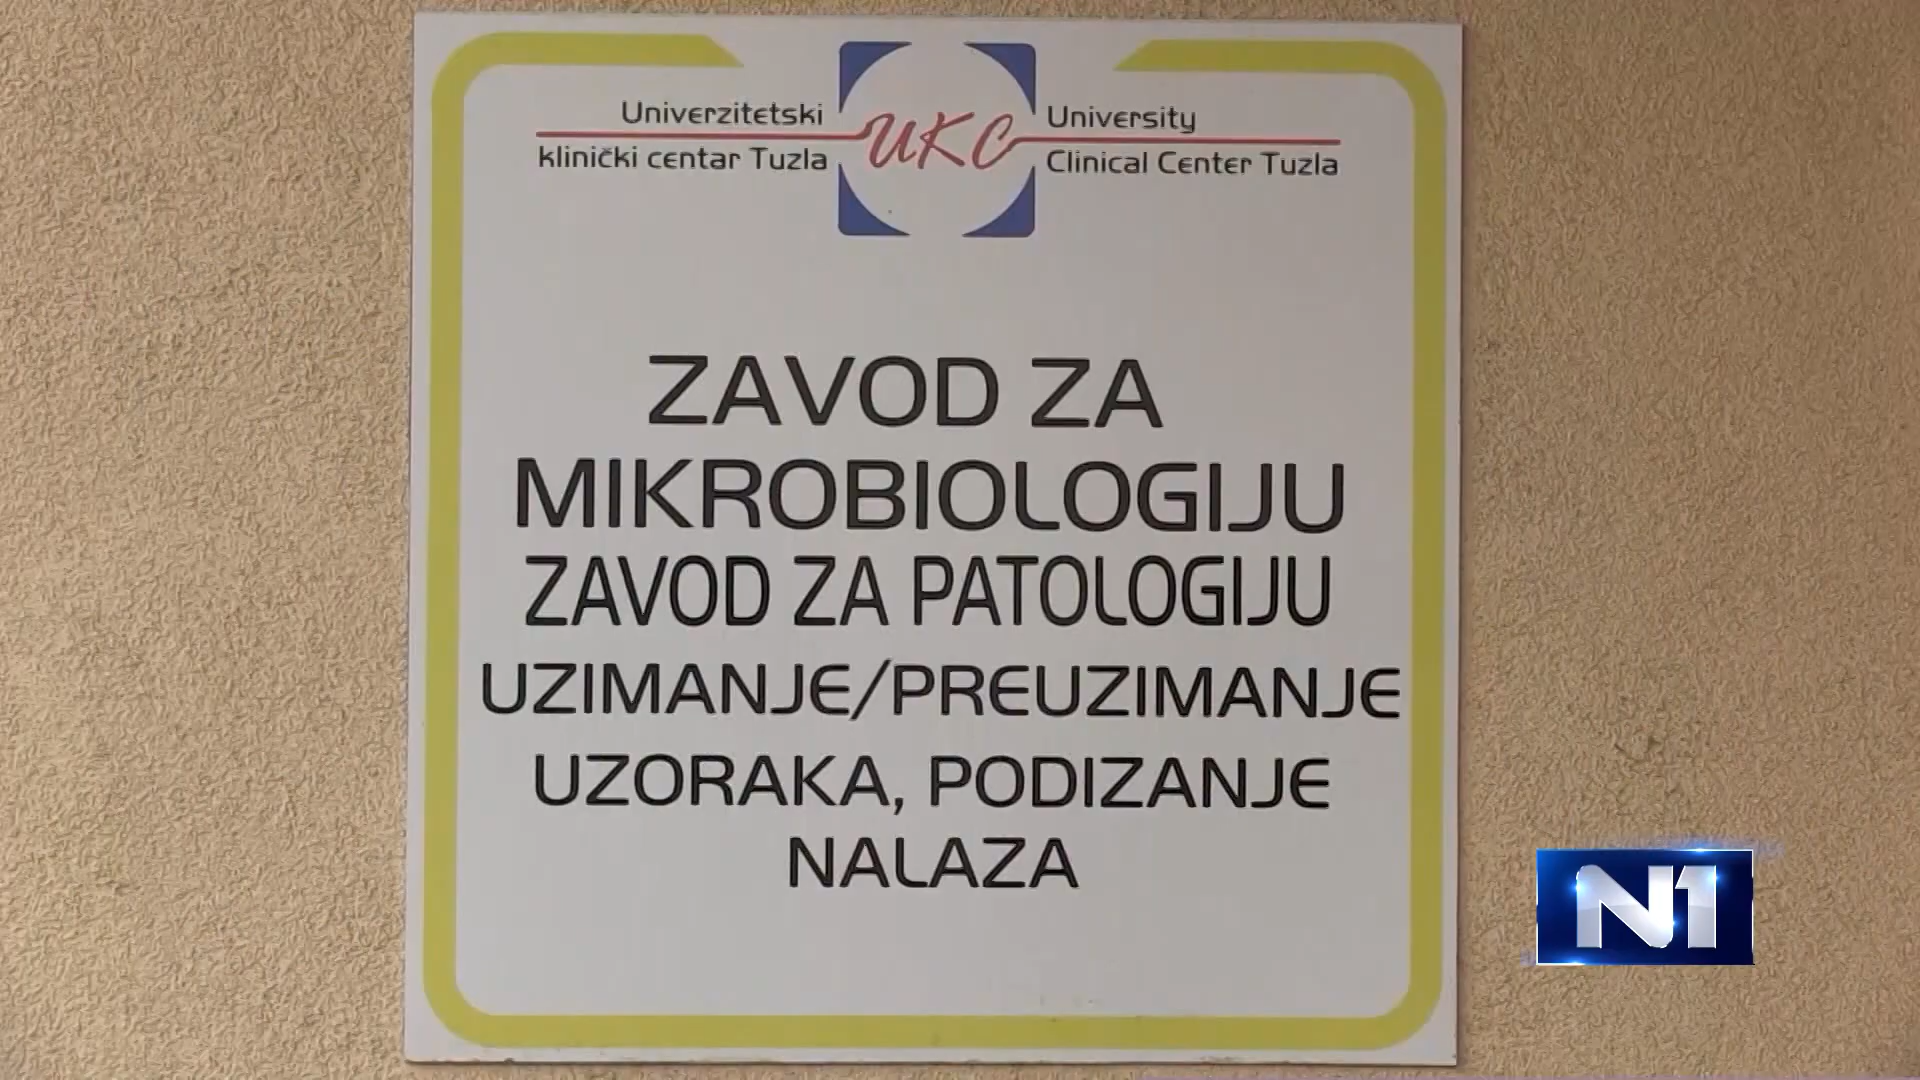 Univerzitetski
klinički centar Tuzla
UKC
University
Clinical Center Tuzla
ZAVOD ZA
MIKROBIOLOGIJU
ZAVOD ZA PATOLOGIJU
UZIMANJE/PREUZIMANJE
UZORAKA, PODIZANJE
NALAZA
N1